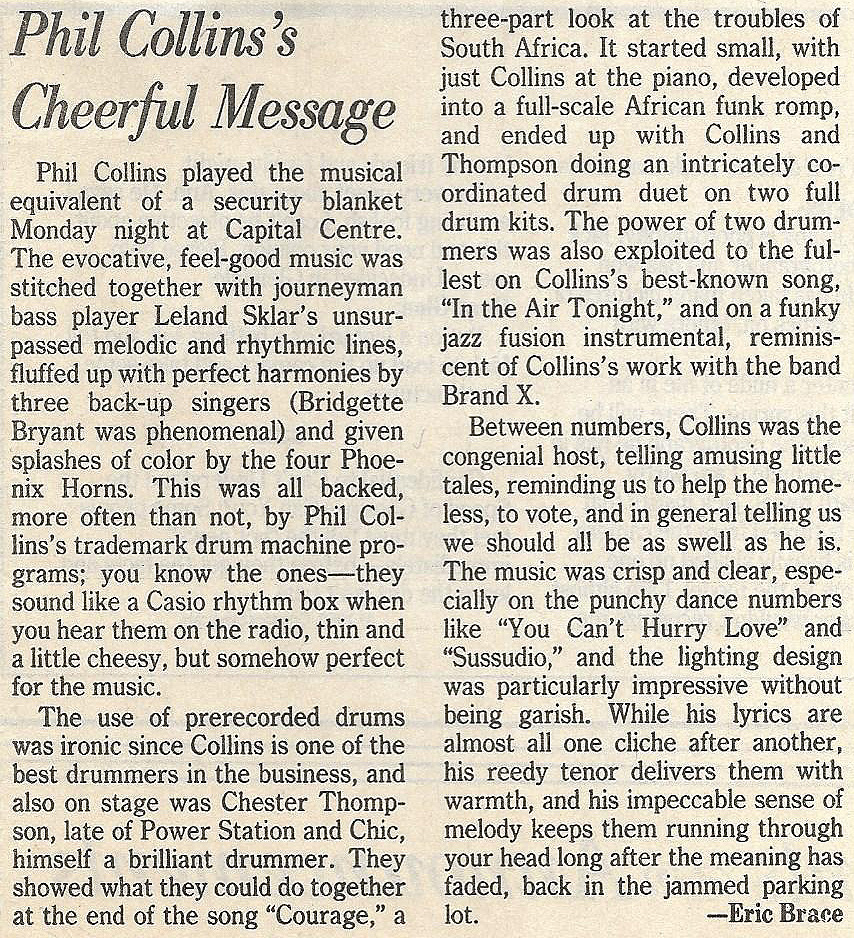 Phil Collins's
Cheerful Message
Phil Collins played the musical
equivalent of a security blanket
Monday night at Capital Centre.
The evocative, feel-good music was
stitched together with journeyman
bass player Leland Sklar's unsur-
passed melodic and rhythmic lines,
fluffed up with perfect harmonies by
three back-up singers (Bridgette
Bryant was phenomenal) and given
splashes of color by the four Phoe-
nix Horns. This was all backed,
more often than not, by Phil Col-
lins's trademark drum machine pro-
grams; you know the ones—they
sound like a Casio rhythm box when
you hear them on the radio, thin and
a little cheesy, but somehow perfect
for the music.
The use of prerecorded drums
was ironic since Collins is one of the
best drummers in the business, and
also on stage was Chester Thomp-
son, late of Power Station and Chic,
himself a brilliant drummer. They
showed what they could do together
at the end of the song "Courage," a
three-part look at the troubles of
South Africa. It started small, with
just Collins at the piano, developed
into a full-scale African funk romp,
and ended up with Collins and
Thompson doing an intricately co-
ordinated drum duet on two full
drum kits. The power of two drum-
mers was also exploited to the ful-
lest on Collins's best-known song,
"In the Air Tonight," and on a funky
jazz fusion instrumental, reminis-
cent of Collins's work with the band
Brand X.
Between numbers, Collins was the
congenial host, telling amusing little
tales, reminding us to help the home-
less, to vote, and in general telling us
we should all be as swell as he is.
The music was crisp and clear, espe-
cially on the punchy dance numbers
like "You Can't Hurry Love" and
"Sussudio," and the lighting design
was particularly impressive without
being garish. While his lyrics are
almost all one cliche after another,
his reedy tenor delivers them with
warmth, and his impeccable sense of
melody keeps them running through
your head long after the meaning has
faded, back in the jammed parking
lot. —Eric Brace